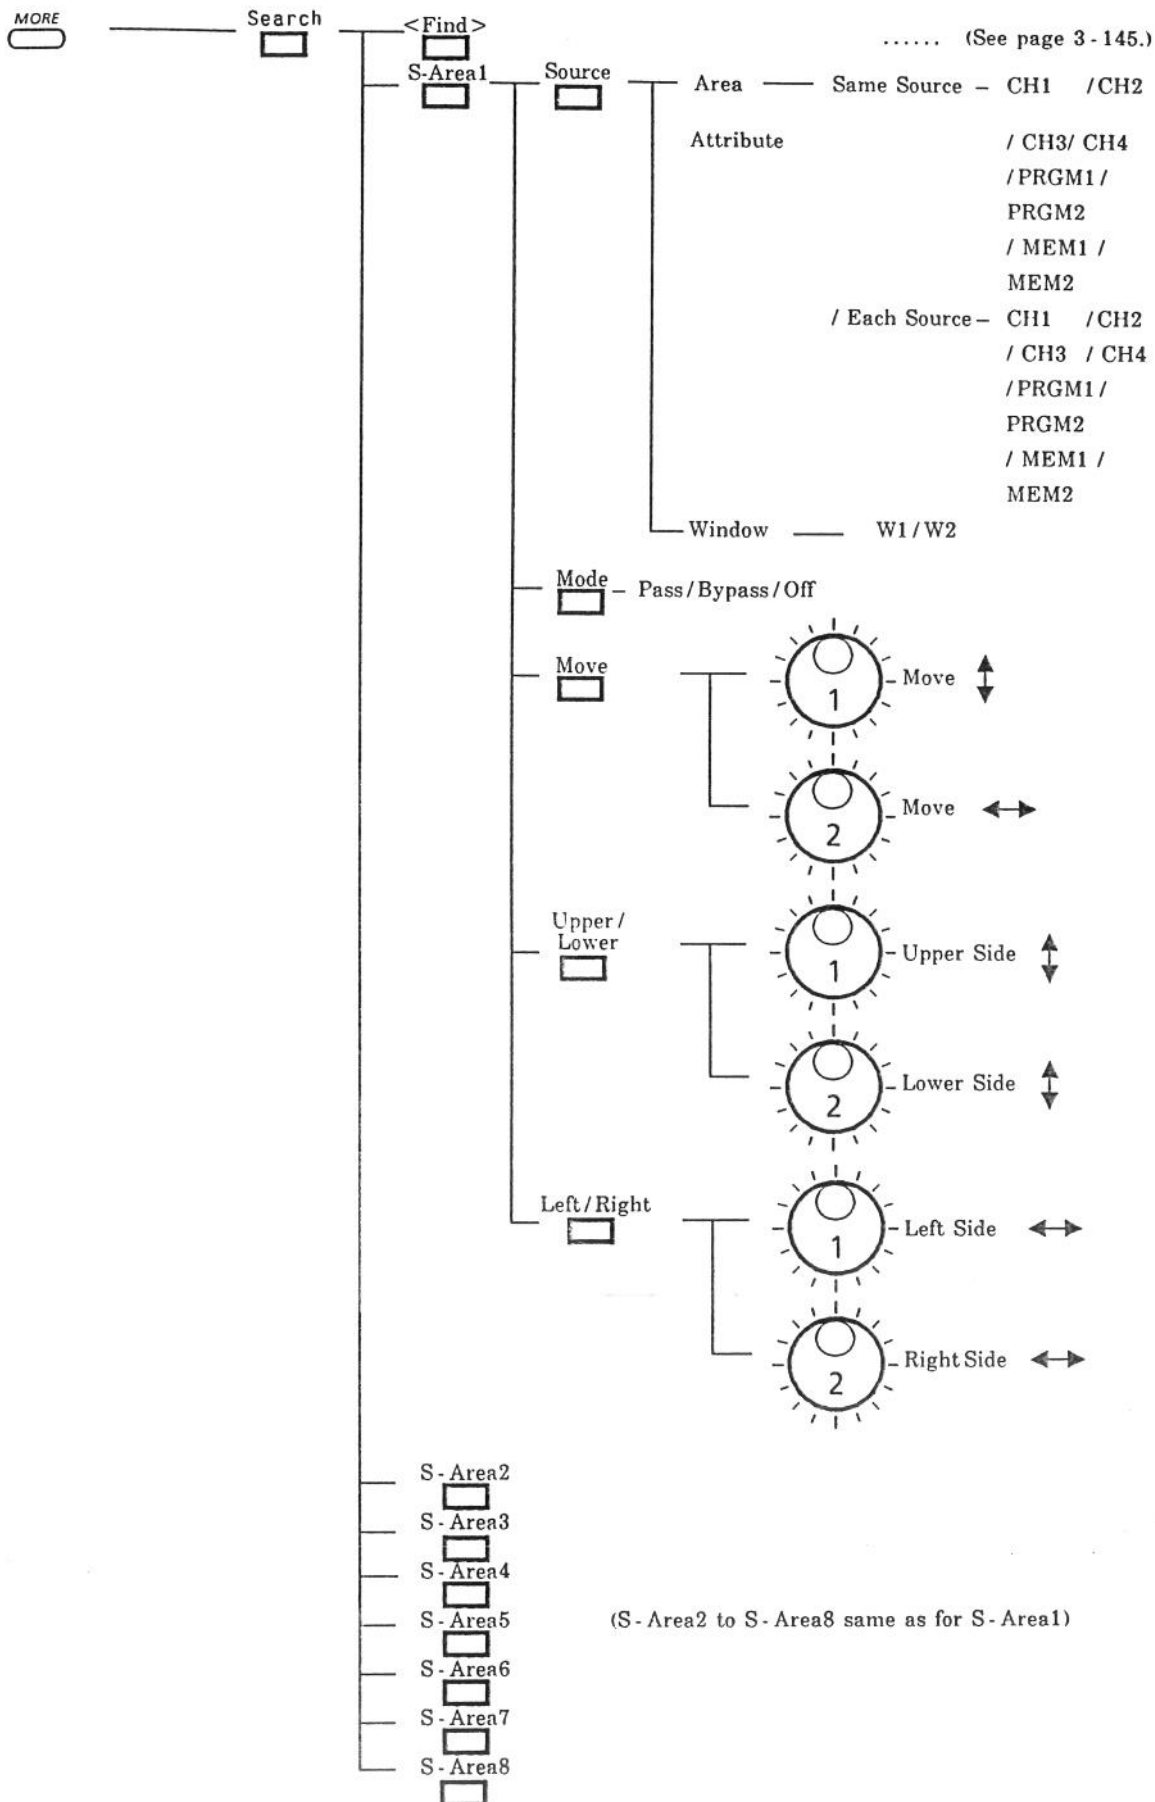 MORE
Search
<Find>
...... (See page 3-145.)
S-Area1
Source
Area
Same Source – CH1 /CH2
Attribute
/ CH3/ CH4
/PRGM1/
PRGM2
/ MEM1 /
MEM2
/ Each Source – CH1 /CH2
/ CH3 / CH4
/PRGM1/
PRGM2
/ MEM1 /
MEM2
Window
W1/W2
Mode – Pass/Bypass/Off
Move
1
Move
2
Move
Upper/
Lower
1
Upper Side
2
Lower Side
Left/Right
1
Left Side
2
Right Side
S-Area2
S-Area3
S-Area4
S-Area5
(S-Area2 to S-Area8 same as for S-Area1)
S-Area6
S-Area7
S-Area8